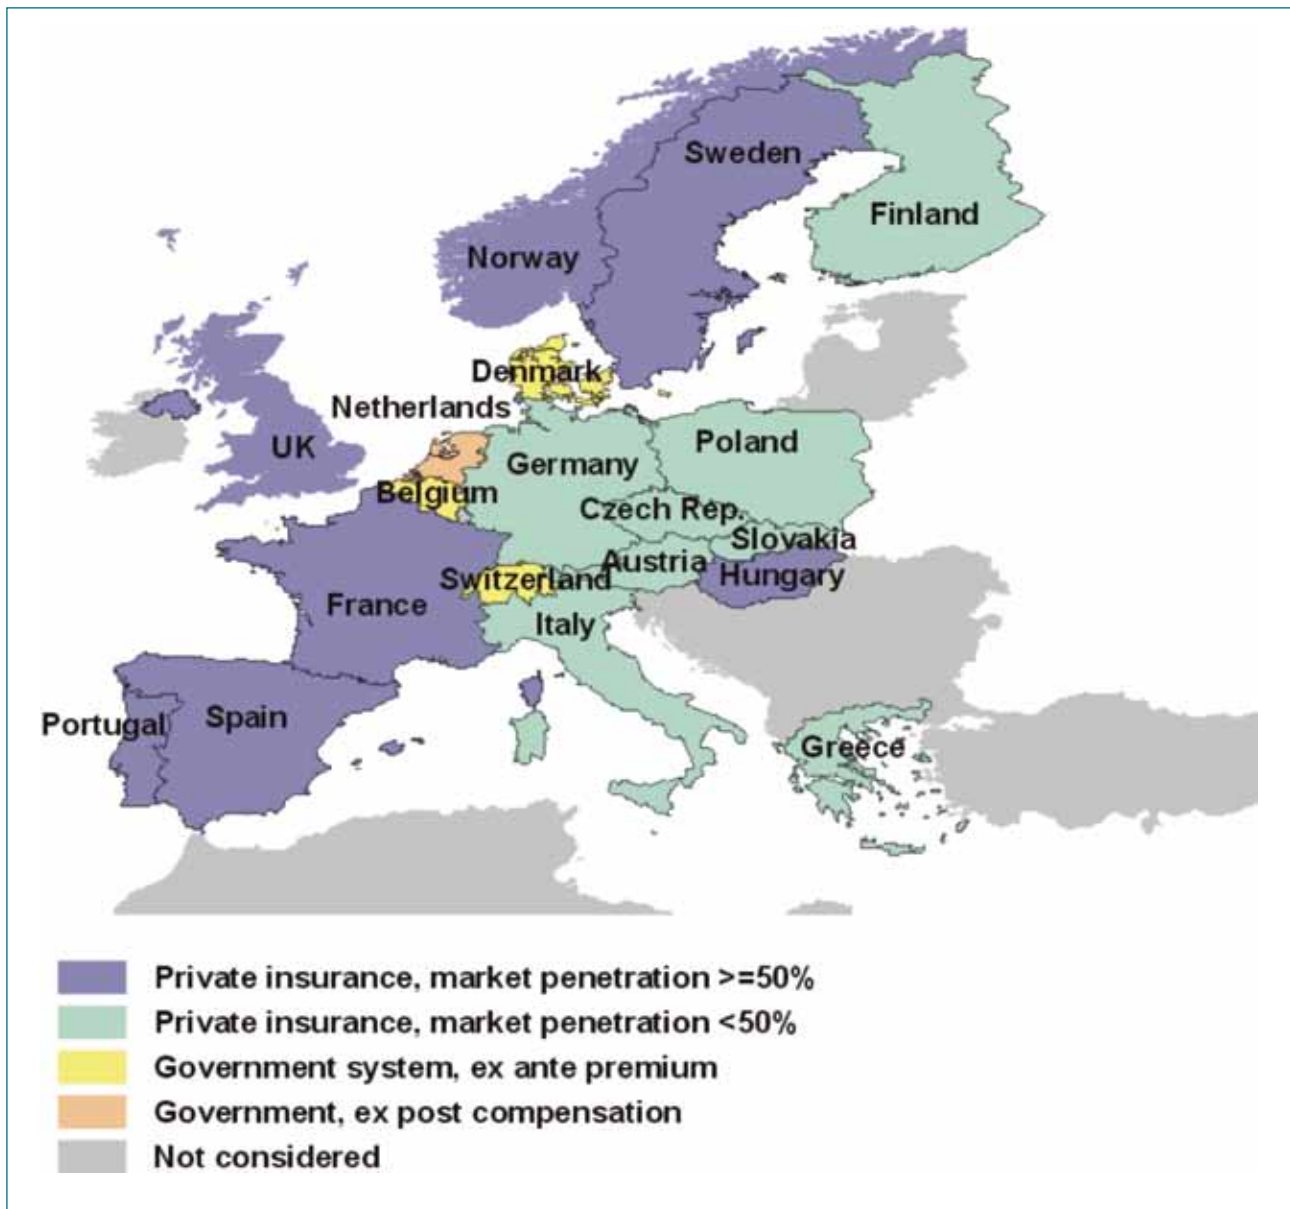 Sweden
Finland
Norway
Denmark
Netherlands
UK
Poland
Germany
Belgium
Czech Rep.
Slovakia
Austria
Hungary
Switzerland
France
Italy
Portugal
Spain
Greece
Private insurance, market penetration >=50%
Private insurance, market penetration <50%
Government system, ex ante premium
Government, ex post compensation
Not considered